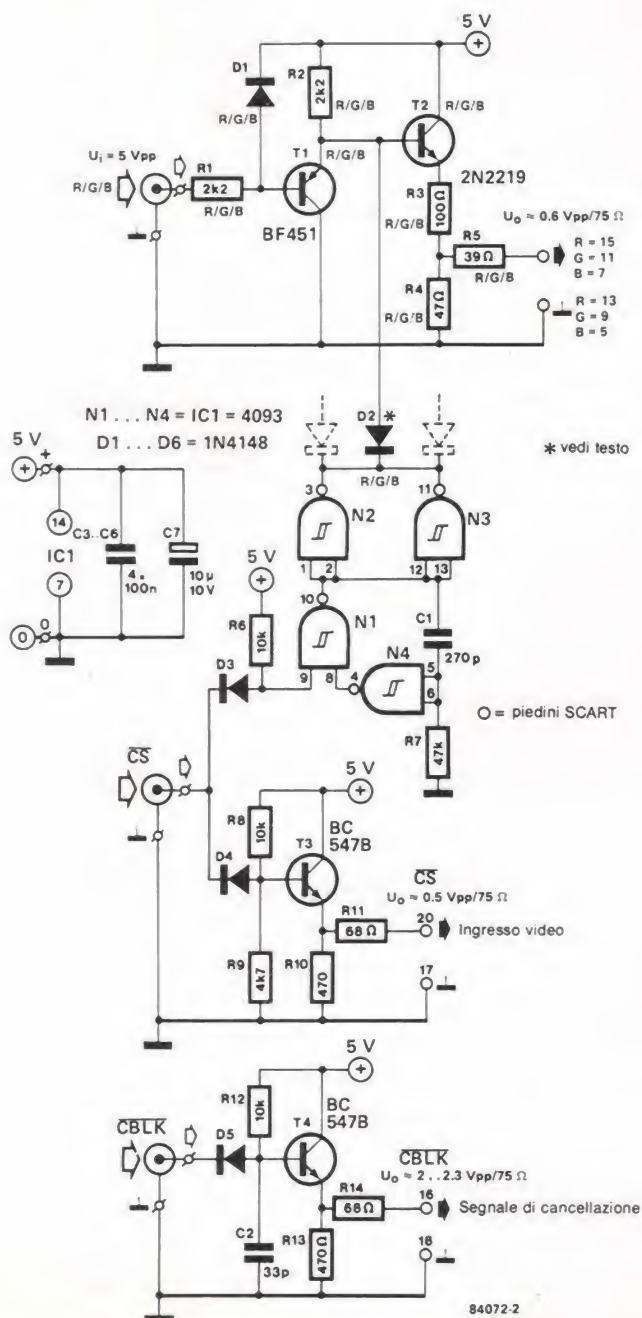 5 V
+
D1
R/G/B
R2
2k2
R/G/B
T2
R/G/B
Ui = 5 Vpp
R/G/B
R1
2k2
R/G/B
T1
R/G/B
BF451
2N2219
R3
100Ω
R/G/B
Uo ≈ 0.6 Vpp/75 Ω
R5
39Ω
R/G/B
R = 15
G = 11
B = 7
R4
47Ω
R/G/B
R = 13
G = 9
B = 5
N1 . . . N4 = IC1 = 4093
D1 . . . D6 = 1N4148
D2 *
R/G/B
* vedi testo
5 V +
14
IC1
7
0
0
C3..C6
4x
100n
C7
10µ
10V
3
N2
1
2
11
N3
12
13
5 V
+
R6
10k
10
N1
9
8
N4
4
5
6
C1
270p
R7
47k
D3
O = piedini SCART
CS
5 V
+
R8
10k
T3
BC
547B
D4
CS
Uo ≈ 0.5 Vpp/75 Ω
R11
68Ω
20
Ingresso video
R9
4k7
R10
470
17
5 V
+
R12
10k
T4
BC
547B
CBLK
D5
CBLK
Uo ≈ 2 . . 2.3 Vpp/75 Ω
R14
68Ω
16
Segnale di cancellazione
C2
33p
R13
470Ω
18
84072-2